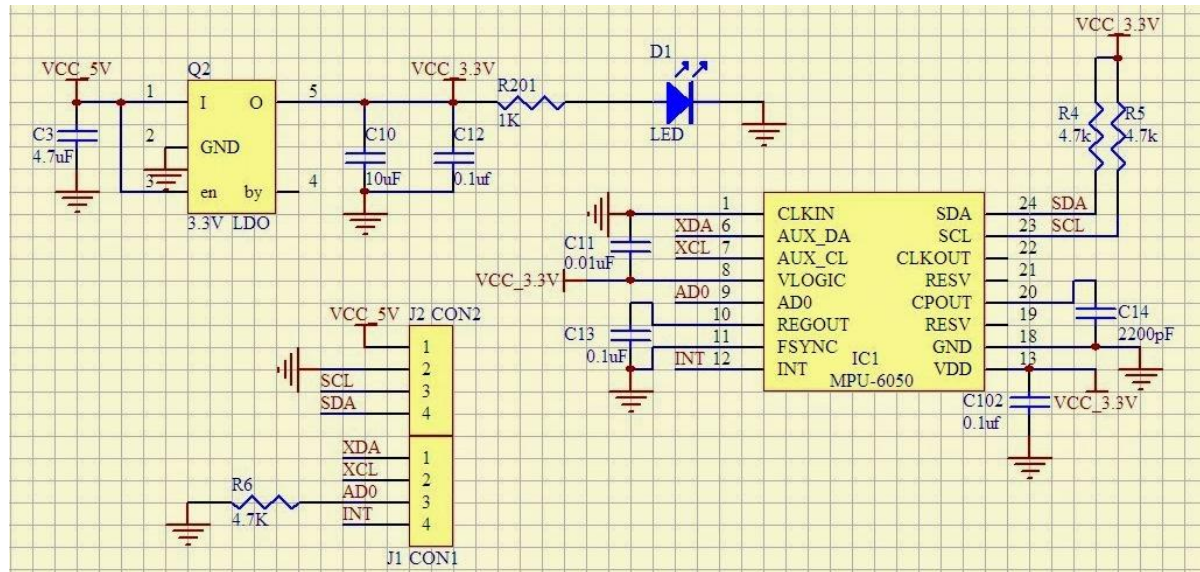 VCC_5V
Q2
VCC_3.3V
1
I
O
5
C3
4.7uF
2
GND
3
en
by
4
3.3V LDO
C10
10uF
C12
0.1uf
R201
1K
D1
LED
VCC_3.3V
R4
4.7k
R5
4.7k
1
CLKIN
XDA 6
AUX_DA
XCL 7
AUX_CL
8
VLOGIC
AD0 9
AD0
10
REGOUT
11
FSYNC
INT 12
INT
SDA
24 SDA
SCL
23 SCL
CLKOUT
22
RESV
21
CPOUT
20
RESV
19
GND
18
VDD
13
IC1
MPU-6050
C11
0.01uF
VCC_3.3V
C13
0.1uF
C14
2200pF
C102
0.1uf
VCC_3.3V
VCC_5V
J2 CON2
1
2
SCL
3
SDA
4
XDA
1
XCL
2
AD0
3
INT
4
R6
4.7K
J1 CON1